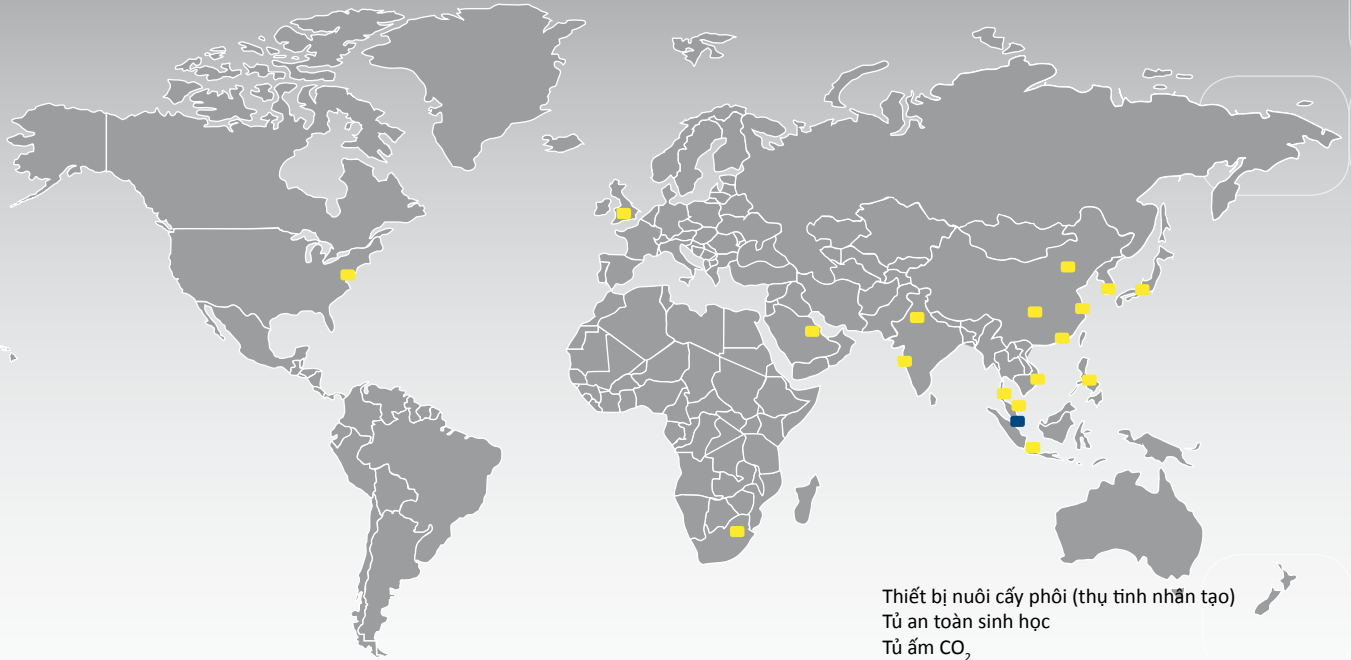 Thiết bị nuôi cấy phôi (thụ tinh nhân tạo)
Tủ an toàn sinh học
Tủ ấm CO₂